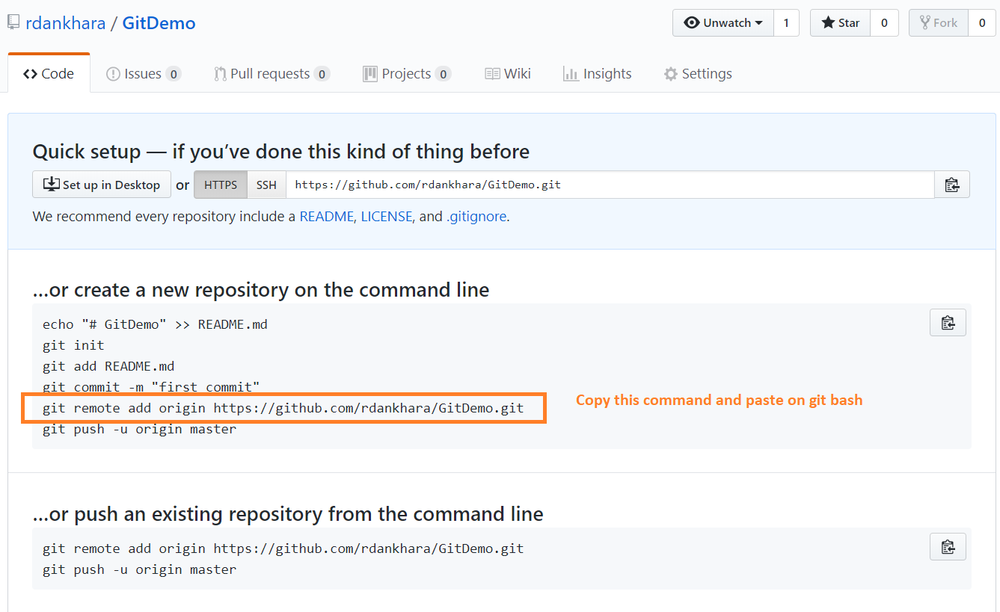 rdankhara / GitDemo
Unwatch 1 Star 0 Fork 0
Code Issues 0 Pull requests 0 Projects 0 Wiki Insights Settings
Quick setup — if you’ve done this kind of thing before
Set up in Desktop or HTTPS SSH https://github.com/rdankhara/GitDemo.git
We recommend every repository include a README, LICENSE, and .gitignore.
…or create a new repository on the command line
echo "# GitDemo" >> README.md
git init
git add README.md
git commit -m "first commit"
git remote add origin https://github.com/rdankhara/GitDemo.git
Copy this command and paste on git bash
git push -u origin master
…or push an existing repository from the command line
git remote add origin https://github.com/rdankhara/GitDemo.git
git push -u origin master